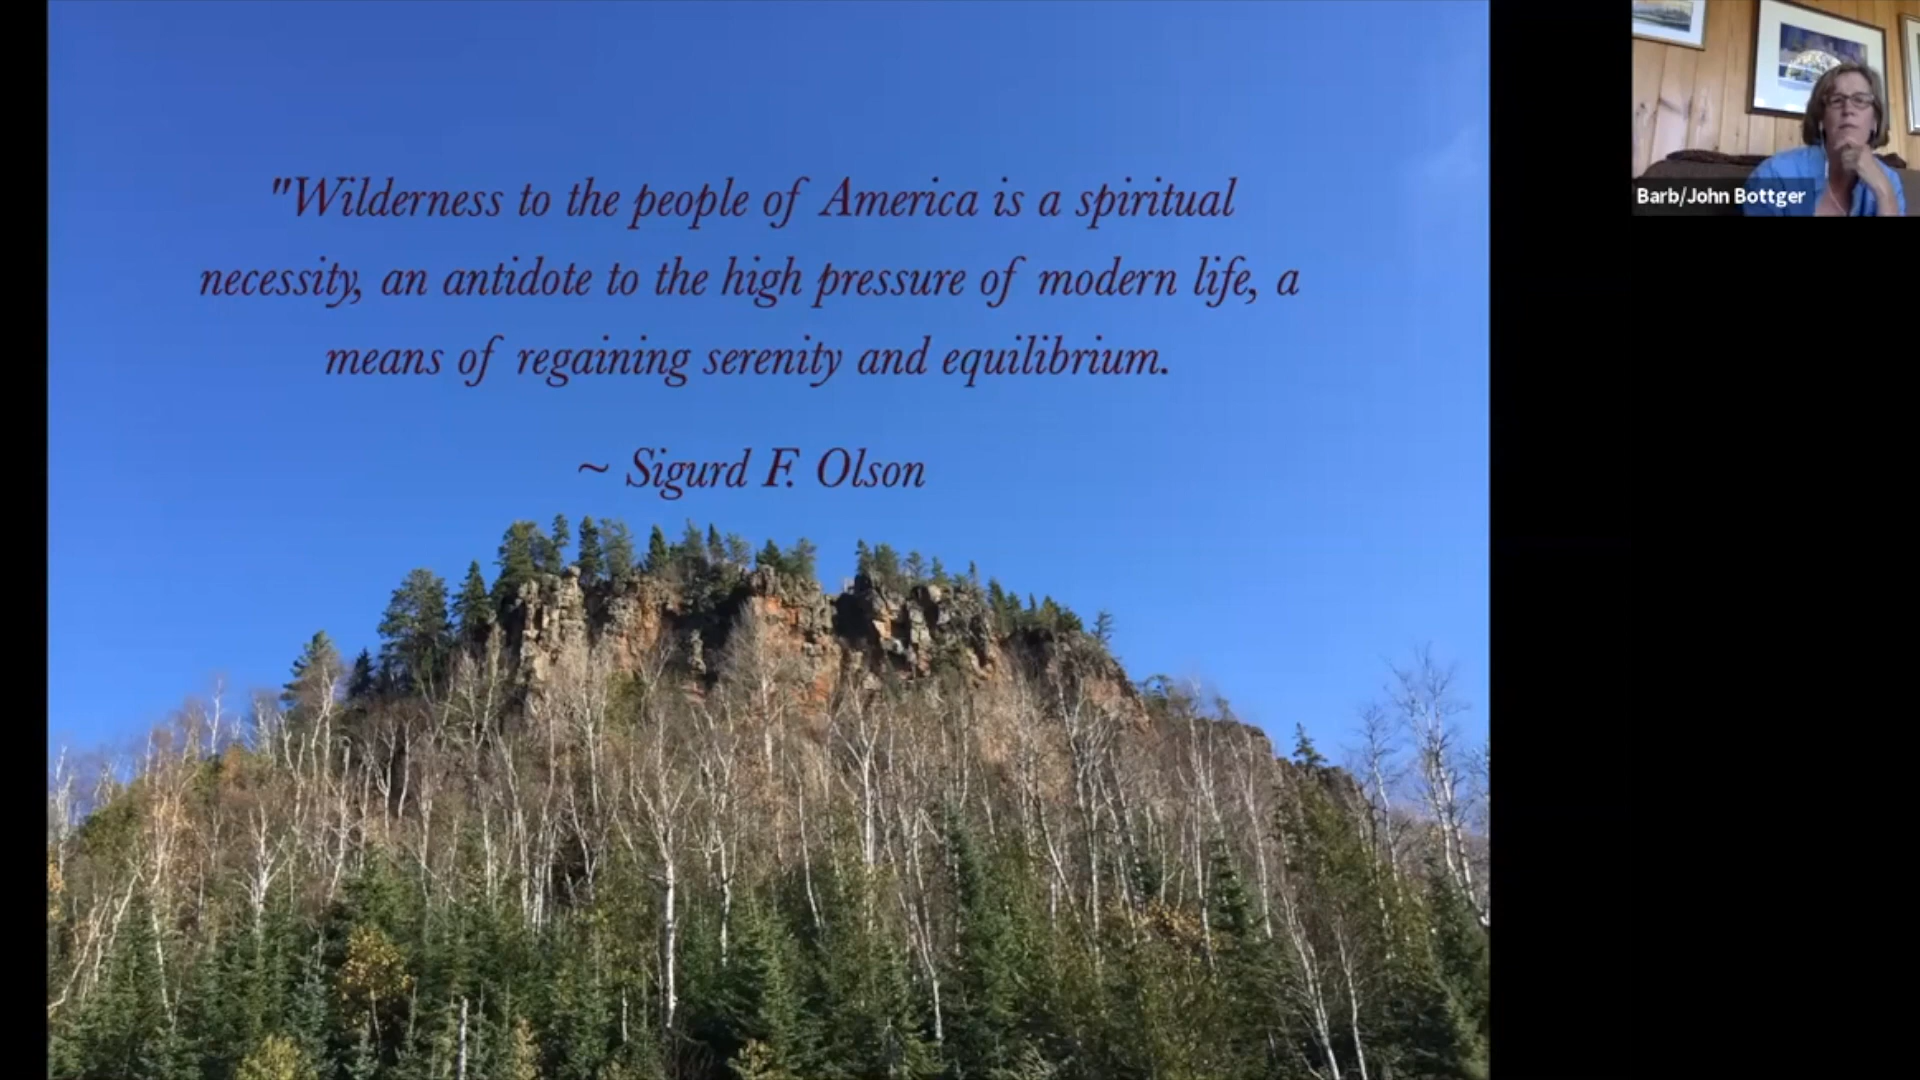 "Wilderness to the people of America is a spiritual
necessity, an antidote to the high pressure of modern life, a
means of regaining serenity and equilibrium.
~ Sigurd F. Olson
Barb/John Bottger